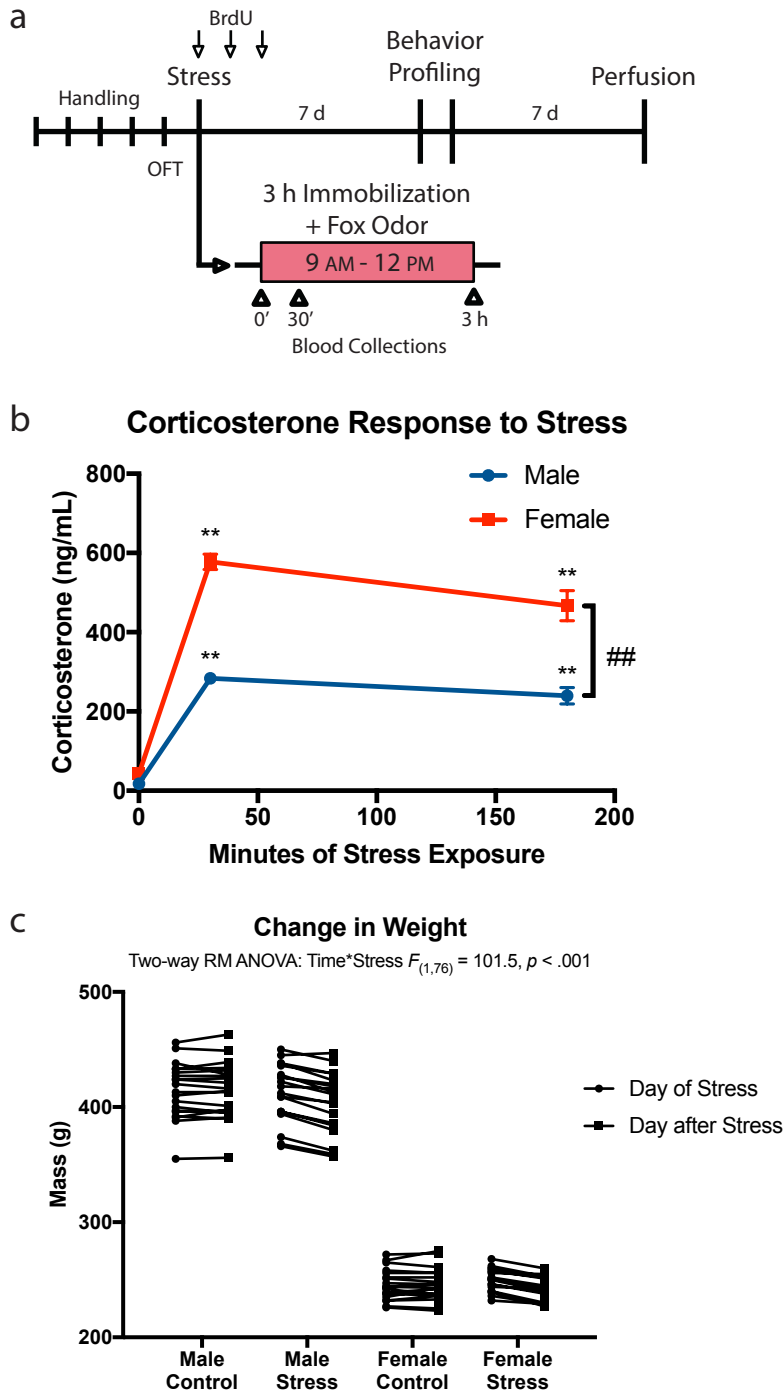 a
BrdU
Stress
Behavior
Profiling
Perfusion
Handling
7 d
7 d
OFT
3 h Immobilization
+ Fox Odor
9 AM - 12 PM
0’
30’
3 h
Blood Collections
b
Corticosterone Response to Stress
Corticosterone (ng/mL)
800
600
400
200
0
Male
Female
**
**
**
**
##
0
50
100
150
200
Minutes of Stress Exposure
c
Change in Weight
Two-way RM ANOVA: Time*Stress F(1,76) = 101.5, p < .001
Mass (g)
500
400
300
200
Day of Stress
Day after Stress
Male
Control
Male
Stress
Female
Control
Female
Stress